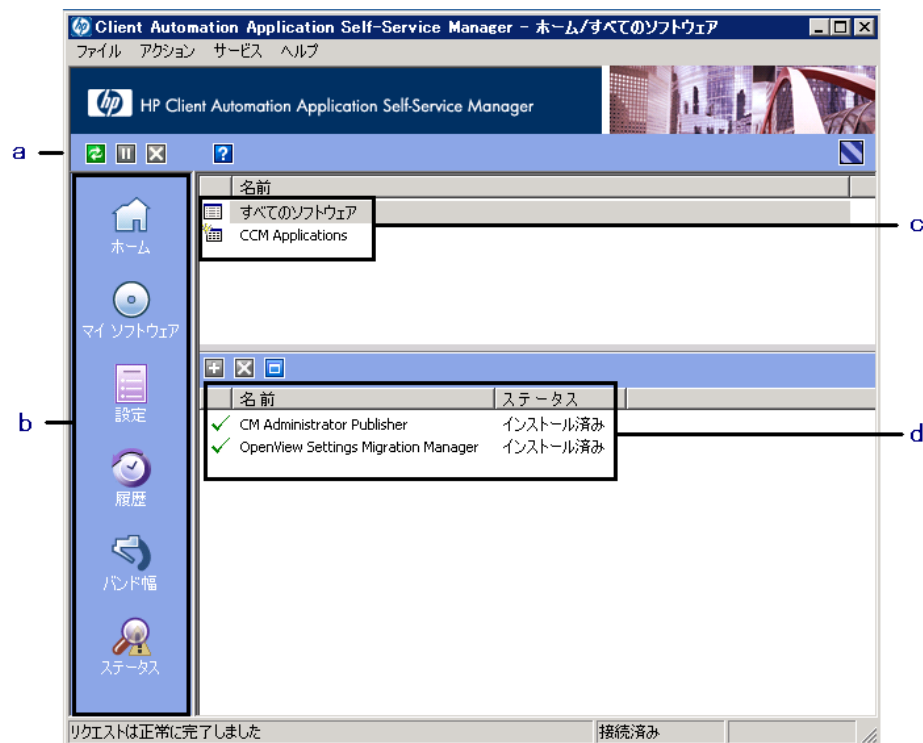 Client Automation Application Self-Service Manager - ホーム/すべてのソフトウェア
ファイル アクション サービス ヘルプ
hp HP Client Automation Application Self-Service Manager
a
?
b
ホーム
マイ ソフトウェア
設定
履歴
バンド幅
ステータス
名前
すべてのソフトウェア
CCM Applications
c
名前 ステータス
CM Administrator Publisher インストール済み
OpenView Settings Migration Manager インストール済み
d
リクエストは正常に完了しました 接続済み